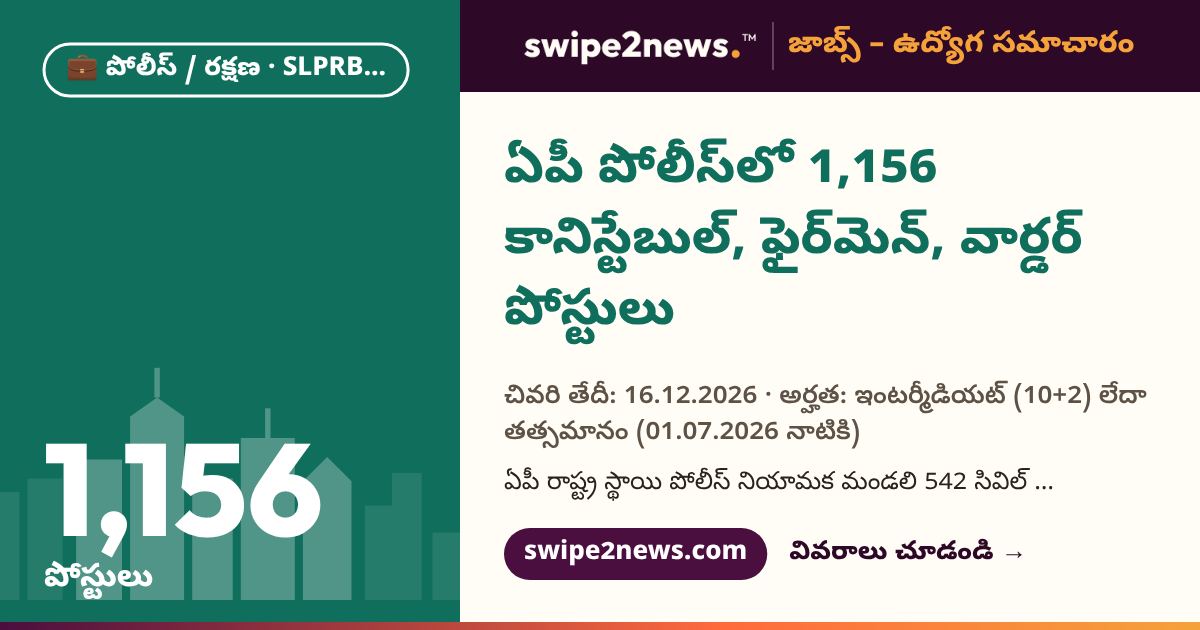 💼 పోలీస్ / రక్షణ · SLPRB...
swipe2news.™ జాబ్స్ – ఉద్యోగ సమాచారం
ఏపీ పోలీస్‌లో 1,156
కానిస్టేబుల్, ఫైర్‌మెన్, వార్డర్
పోస్టులు
చివరి తేదీ: 16.12.2026 · అర్హత: ఇంటర్మీడియట్ (10+2) లేదా
తత్సమానం (01.07.2026 నాటికి)
ఏపీ రాష్ట్ర స్థాయి పోలీస్ నియామక మండలి 542 సివిల్ ...
1,156
పోస్టులు
swipe2news.com వివరాలు చూడండి →